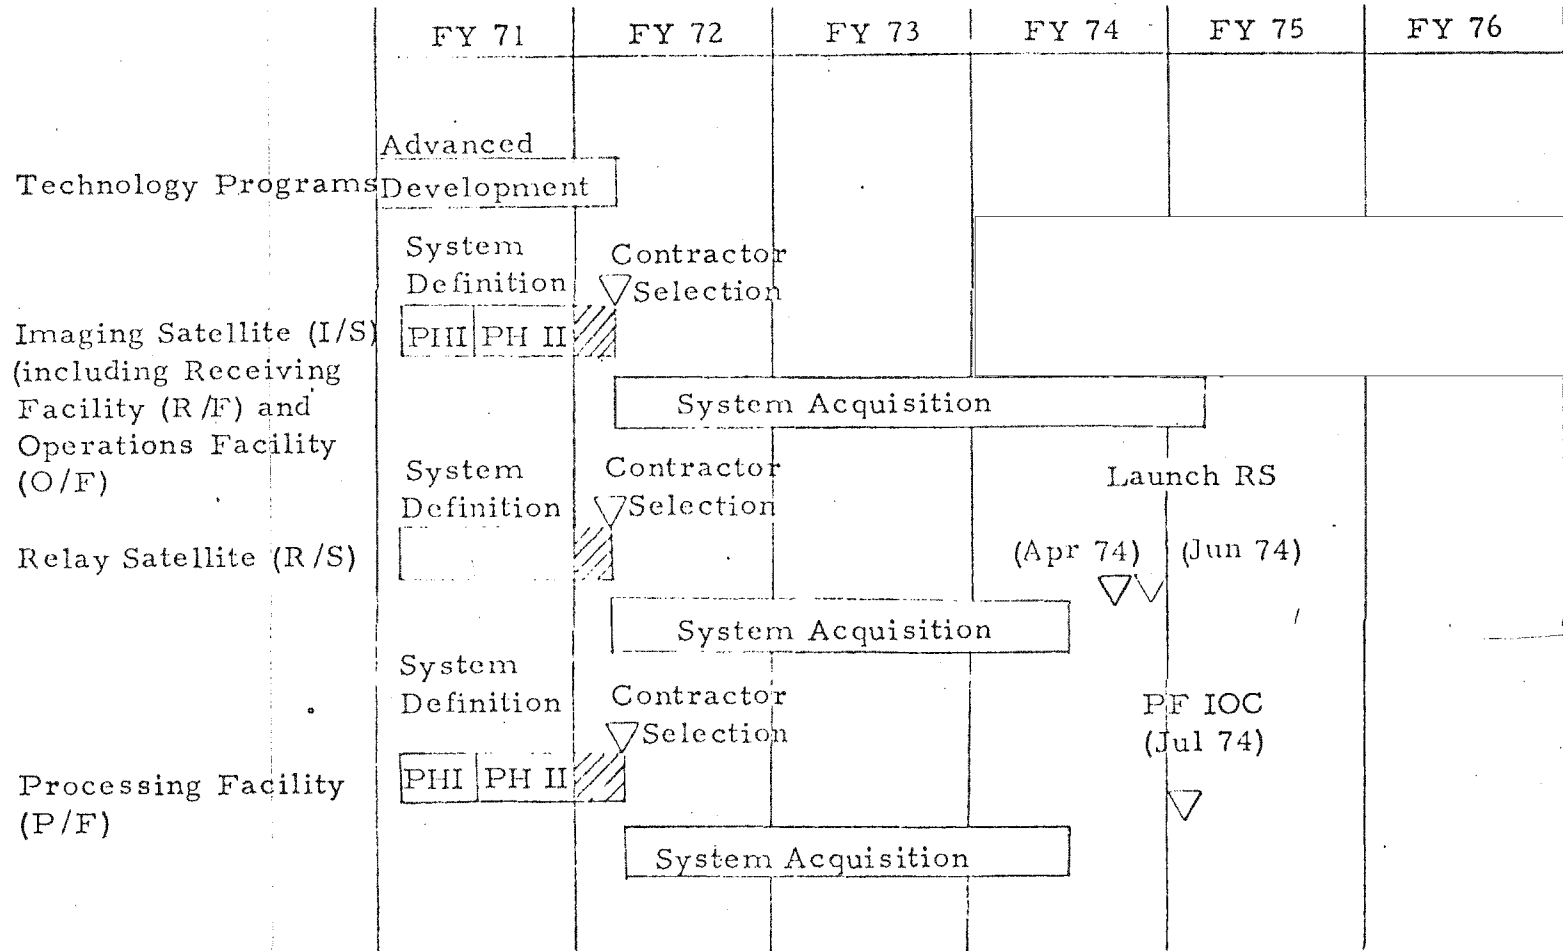 FY 71 FY 72 FY 73 FY 74 FY 75 FY 76
Advanced
Technology Programs Development
System
Definition
Contractor
Selection
PHI PH II
Imaging Satellite (I/S)
(including Receiving
Facility (R/F) and
Operations Facility
(O/F)
System Acquisition
System
Definition
Contractor
Selection
Launch RS
Relay Satellite (R/S)
(Apr 74) (Jun 74)
System Acquisition
System
Definition
Contractor
Selection
PF IOC
(Jul 74)
PHI PH II
Processing Facility
(P/F)
System Acquisition